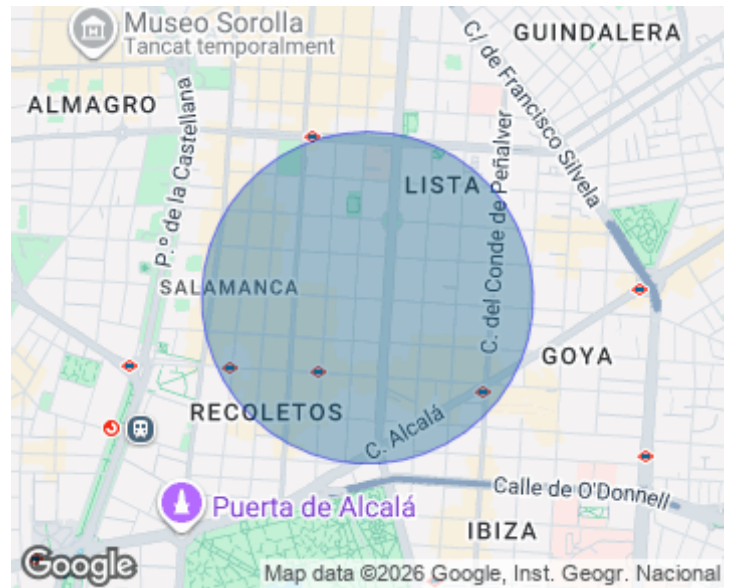 Museo Sorolla
Tancat temporalment
GUINDALERA
C/ de Francisco Silvela
ALMAGRO
P.º de la Castellana
LISTA
C. del Conde de Peñalver
SALAMANCA
GOYA
RECOLETOS
C. Alcalá
Calle de O'Donnell
Puerta de Alcalá
IBIZA
Google
Map data ©2026 Google, Inst. Geogr. Nacional